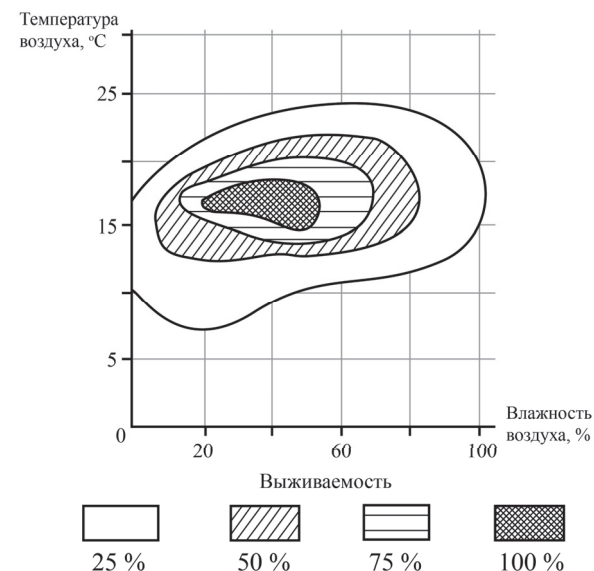 Температура
воздуха, °C
25
15
5
0
20
60
100
Влажность
воздуха, %
Выживаемость
25 %
50 %
75 %
100 %